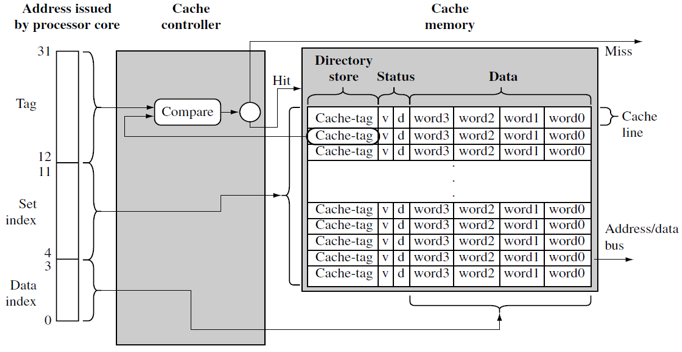 Address issued
by processor core
Cache
controller
Cache
memory
31
Tag
12
11
Set
index
4
3
Data
index
0
Compare
Hit
Miss
Directory
store
Status
Data
Cache-tag v d word3 word2 word1 word0
Cache-tag v d word3 word2 word1 word0
Cache-tag v d word3 word2 word1 word0
.
.
.
Cache-tag v d word3 word2 word1 word0
Cache-tag v d word3 word2 word1 word0
Cache-tag v d word3 word2 word1 word0
Cache-tag v d word3 word2 word1 word0
Cache-tag v d word3 word2 word1 word0
Cache
line
Address/data
bus